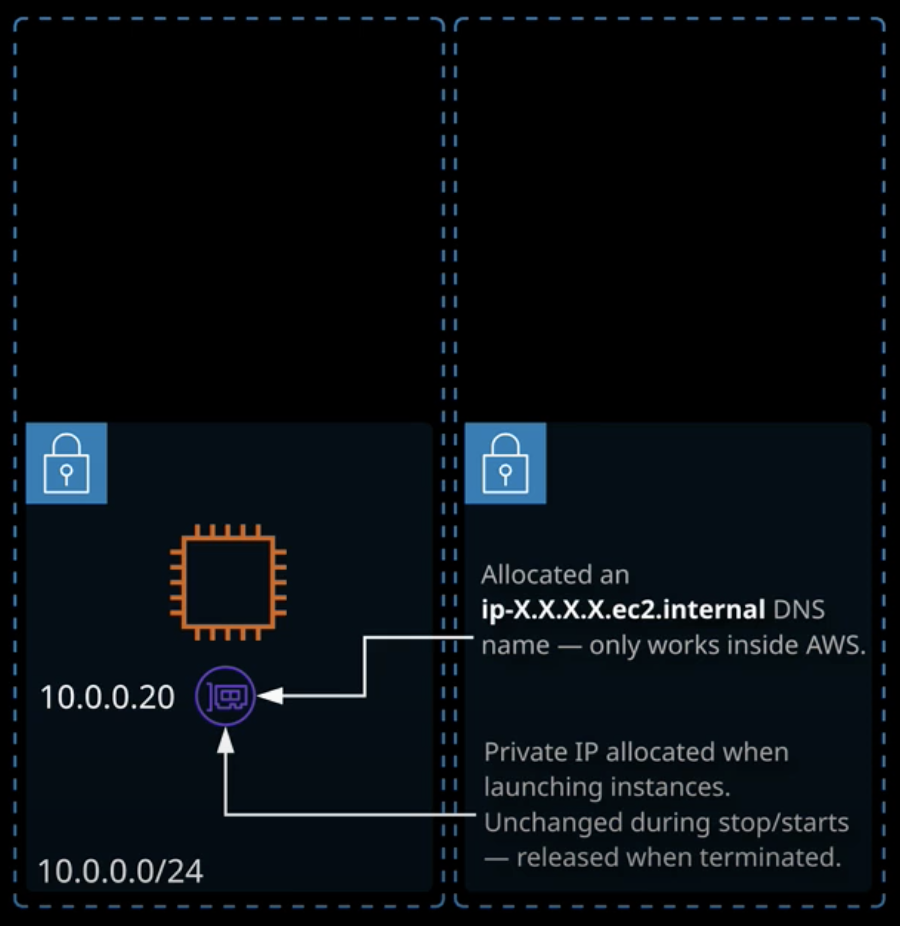 Allocated an
ip-X.X.X.X.ec2.internal DNS
name — only works inside AWS.
10.0.0.20
Private IP allocated when
launching instances.
Unchanged during stop/starts
— released when terminated.
10.0.0.0/24